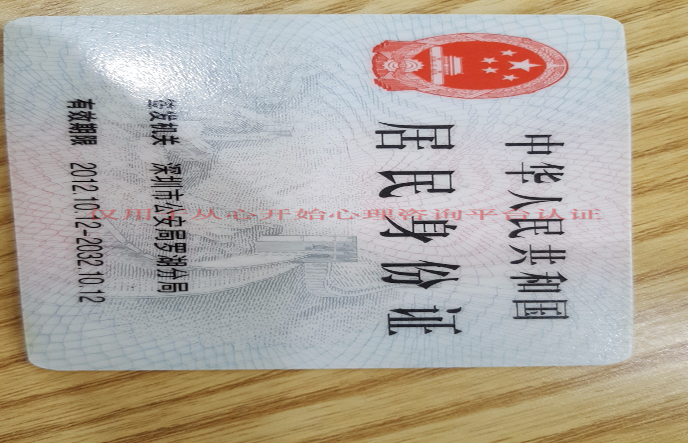 中华人民共和国
居民身份证
签发机关 深圳市公安局罗湖分局
有效期限 2012.10.12-2032.10.12
仅用于从心开始心理咨询平台认证